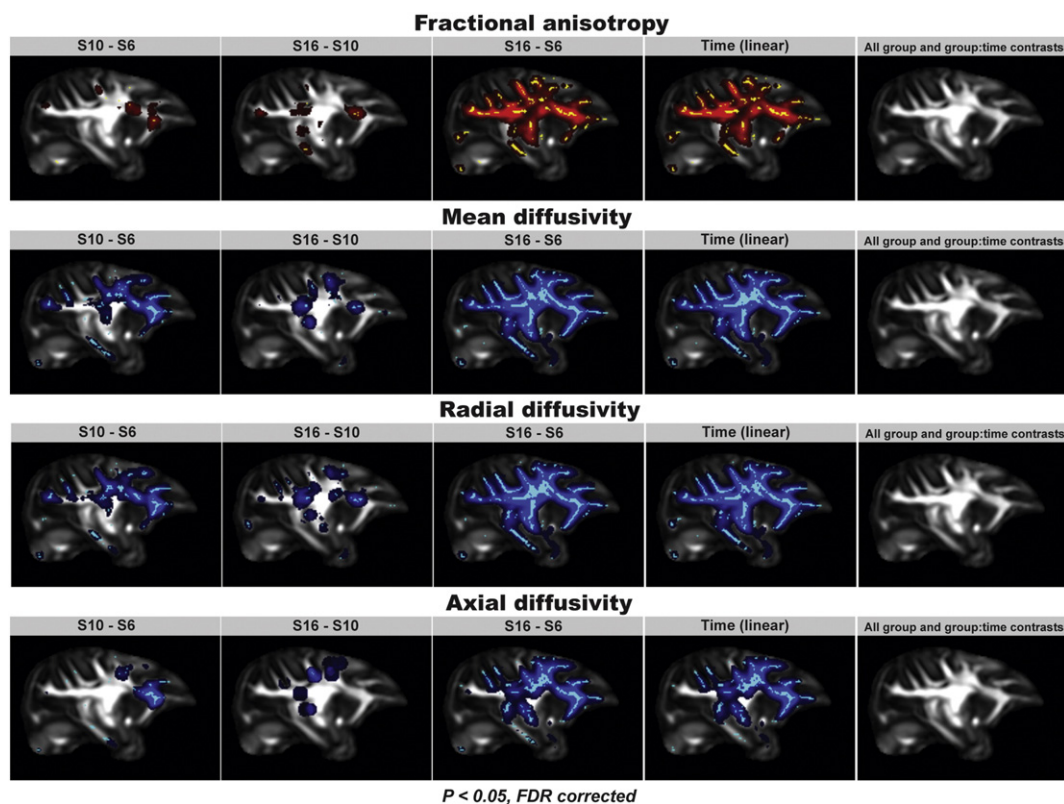 Fractional anisotropy
S10 - S6 S16 - S10 S16 - S6 Time (linear) All group and group:time contrasts
Mean diffusivity
S10 - S6 S16 - S10 S16 - S6 Time (linear) All group and group:time contrasts
Radial diffusivity
S10 - S6 S16 - S10 S16 - S6 Time (linear) All group and group:time contrasts
Axial diffusivity
S10 - S6 S16 - S10 S16 - S6 Time (linear) All group and group:time contrasts
P < 0.05, FDR corrected